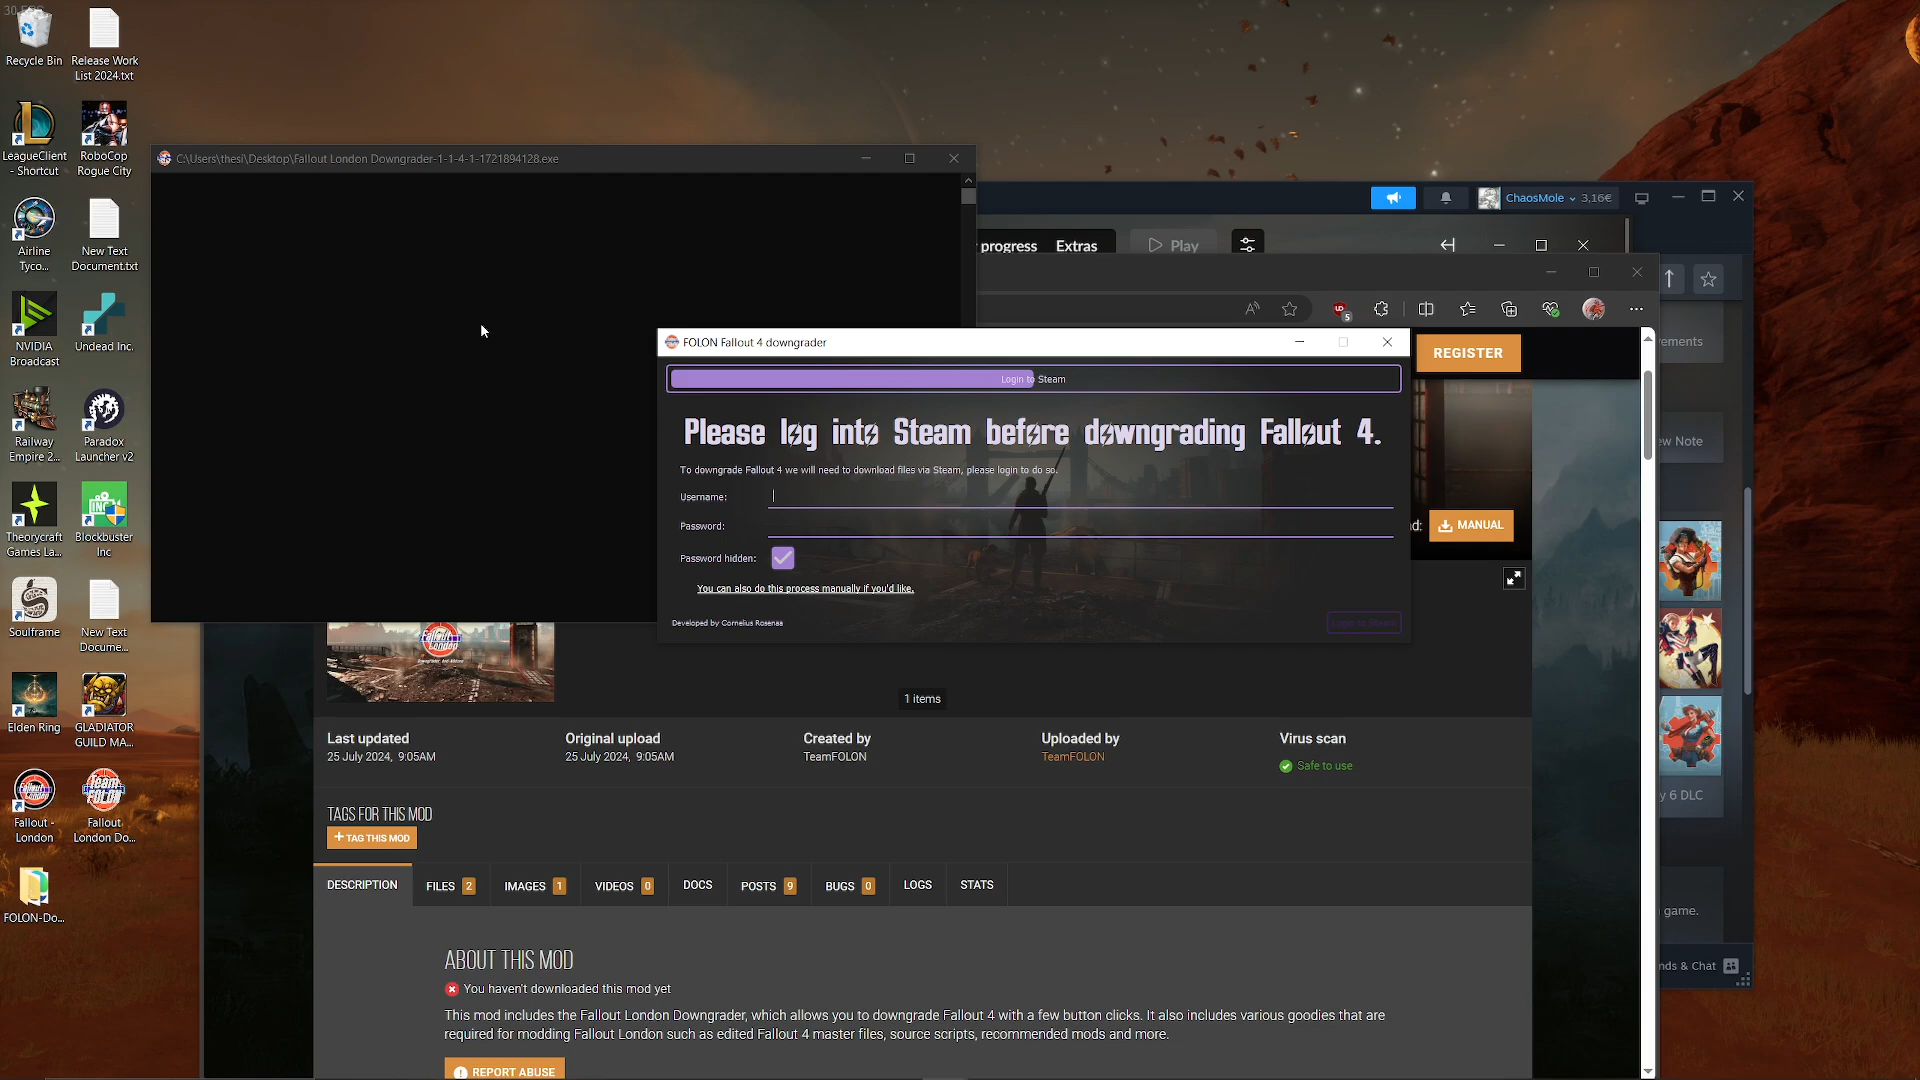 30 FPS
Recycle Bin
Release Work
List 2024.txt
LeagueClient
- Shortcut
RoboCop
Rogue City
Airline
Tyco...
New Text
Document.txt
NVIDIA
Broadcast
Undead Inc.
Railway
Empire 2...
Paradox
Launcher v2
Theorycraft
Games La...
Blockbuster
Inc
Soulframe
New Text
Docume...
Elden Ring
GLADIATOR
GUILD MA...
Fallout -
London
Fallout
London Do...
FOLON-Do...
C:\Users\thesi\Desktop\Fallout London Downgrader-1-1-4-1-1721894128.exe
ChaosMole
3,16€
progress
Extras
Play
5
REGISTER
FOLON Fallout 4 downgrader
Login to Steam
Please log into Steam before downgrading Fallout 4.
To downgrade Fallout 4 we will need to download files via Steam, please login to do so.
Username:
Password:
Password hidden:
You can also do this process manually if you'd like.
Developed by Cornelius Rosenaa
Login to Steam
MANUAL
ew Note
y 6 DLC
game.
nds & Chat
Fallout
London
1 items
Last updated
25 July 2024, 9:05AM
Original upload
25 July 2024, 9:05AM
Created by
TeamFOLON
Uploaded by
TeamFOLON
Virus scan
Safe to use
TAGS FOR THIS MOD
+ TAG THIS MOD
DESCRIPTION
FILES 2
IMAGES 1
VIDEOS 0
DOCS
POSTS 9
BUGS 0
LOGS
STATS
ABOUT THIS MOD
You haven't downloaded this mod yet
This mod includes the Fallout London Downgrader, which allows you to downgrade Fallout 4 with a few button clicks. It also includes various goodies that are
required for modding Fallout London such as edited Fallout 4 master files, source scripts, recommended mods and more.
REPORT ABUSE